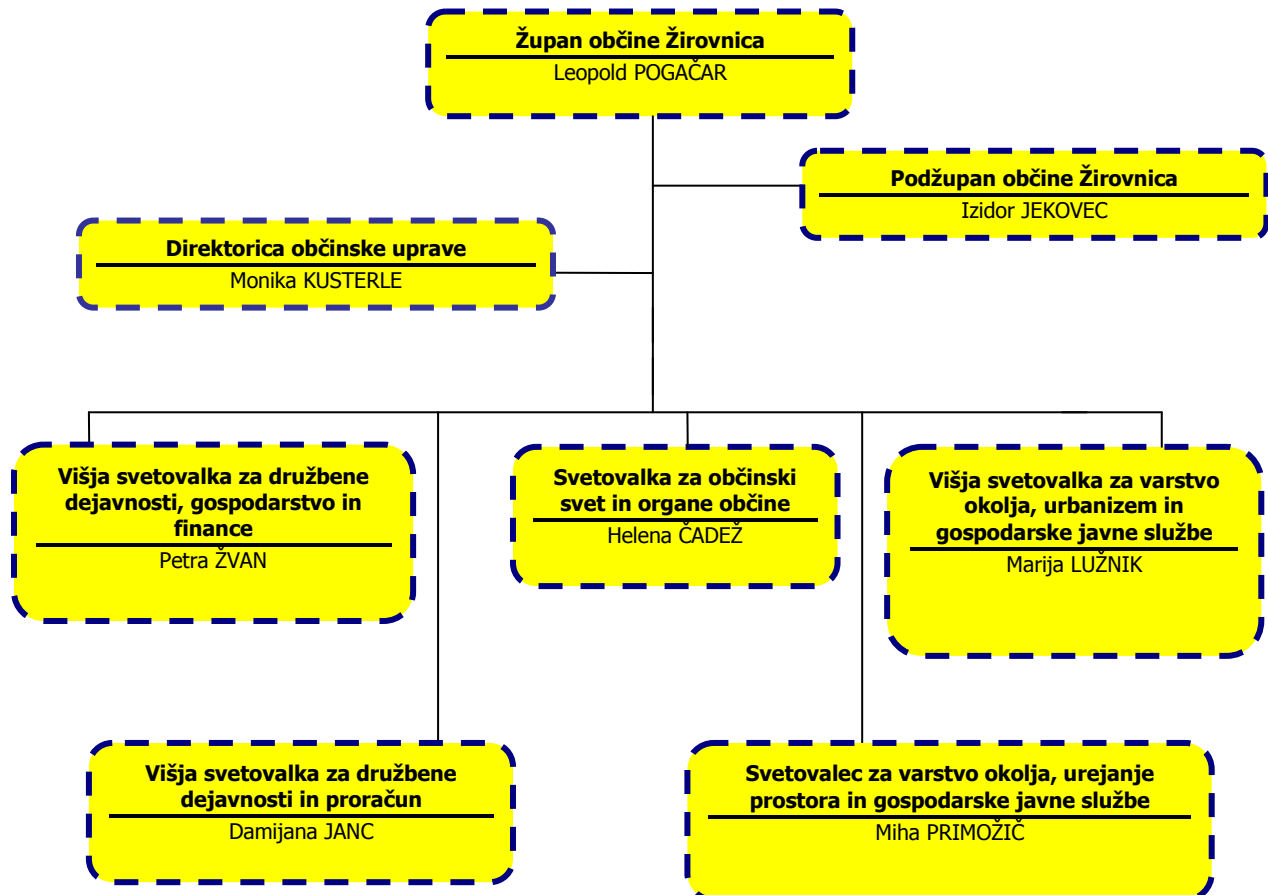 Župan občine Žirovnica
Leopold POGAČAR
Podžupan občine Žirovnica
Izidor JEKOVEC
Direktorica občinske uprave
Monika KUSTERLE
Višja svetovalka za družbene
dejavnosti, gospodarstvo in
finance
Petra ŽVAN
Svetovalka za občinski
svet in organe občine
Helena ČADEŽ
Višja svetovalka za varstvo
okolja, urbanizem in
gospodarske javne službe
Marija LUŽNIK
Višja svetovalka za družbene
dejavnosti in proračun
Damijana JANC
Svetovalec za varstvo okolja, urejanje
prostora in gospodarske javne službe
Miha PRIMOŽIČ